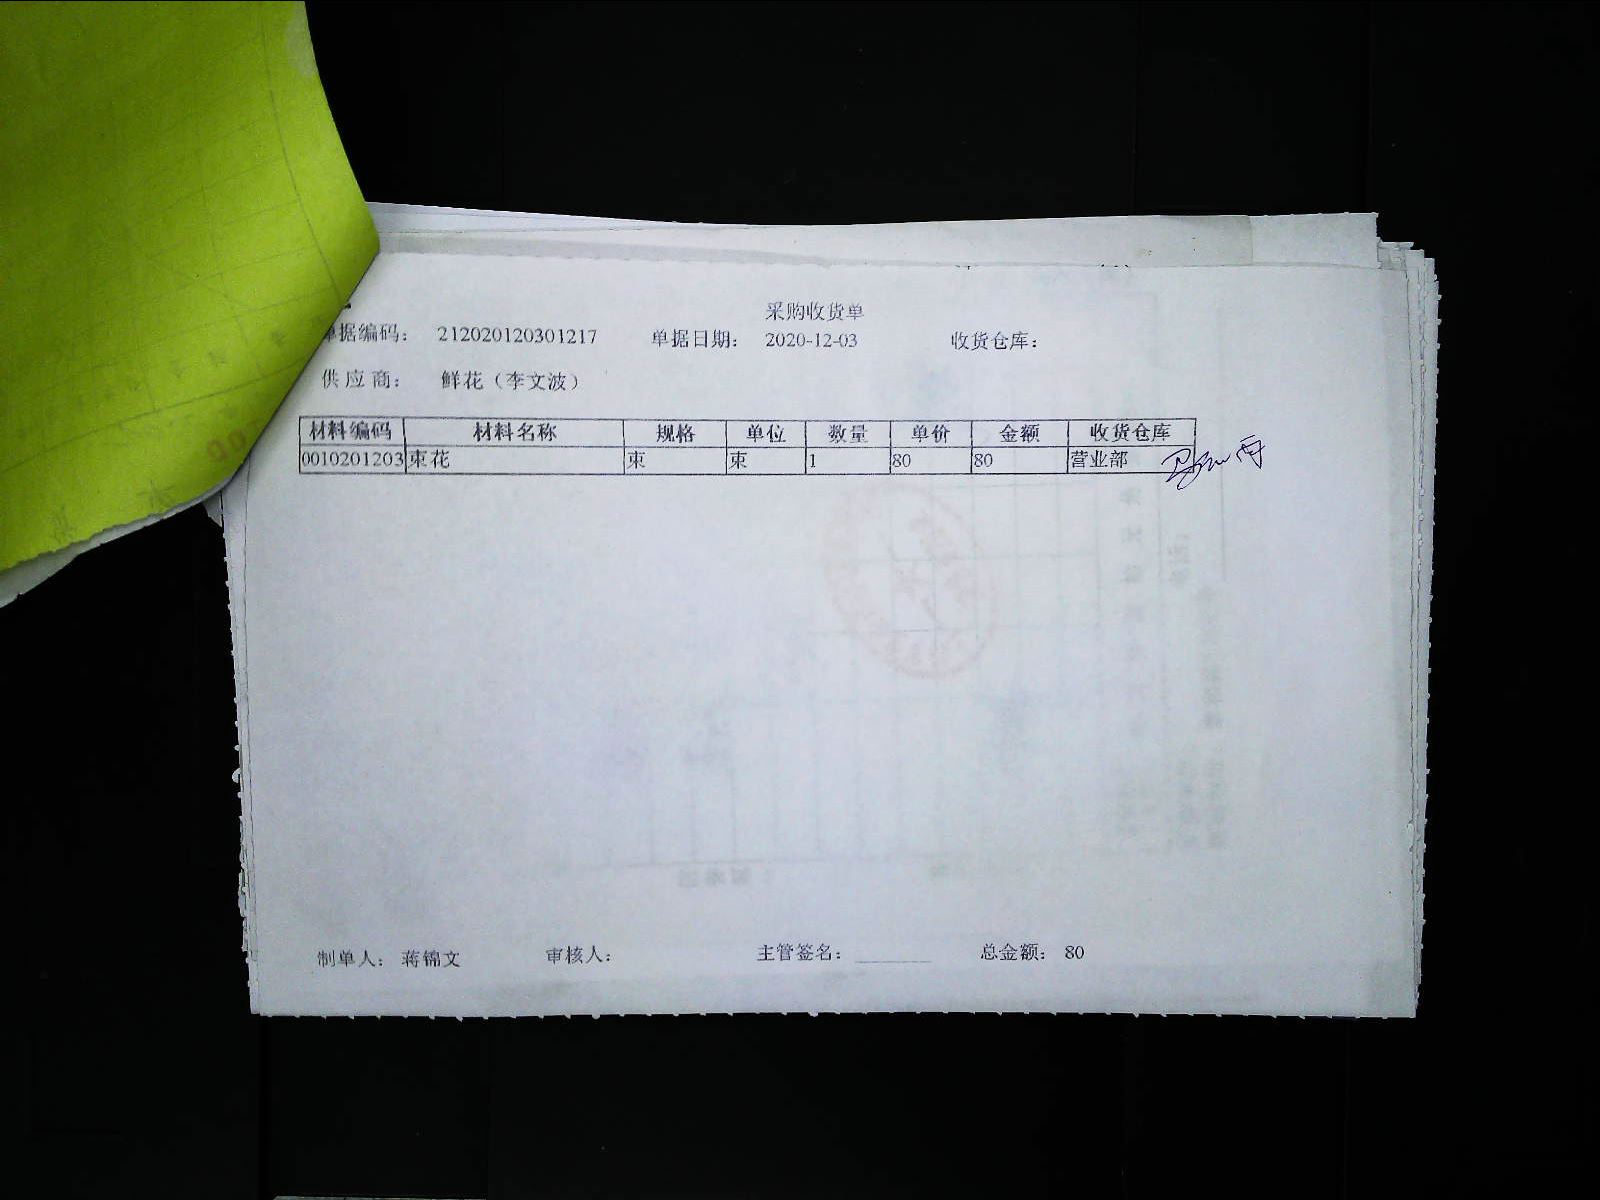 采购收货单
单据编码： 212020120301217 单据日期： 2020-12-03 收货仓库：
供应商： 鲜花（李文波）
材料编码 材料名称 规格 单位 数量 单价 金额 收货仓库
0010201203 束花 束 束 1 80 80 营业部
制单人： 蒋锦文 审核人： 主管签名： 总金额： 80